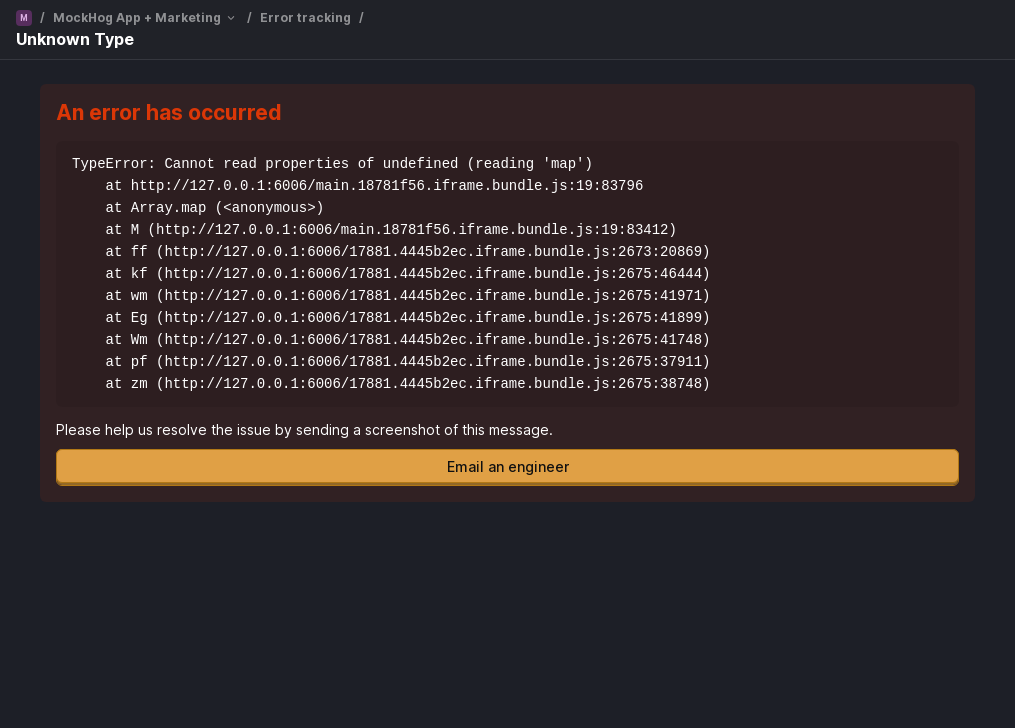 M / MockHog App + Marketing / Error tracking /
Unknown Type
An error has occurred
TypeError: Cannot read properties of undefined (reading 'map')
    at http://127.0.0.1:6006/main.18781f56.iframe.bundle.js:19:83796
    at Array.map (<anonymous>)
    at M (http://127.0.0.1:6006/main.18781f56.iframe.bundle.js:19:83412)
    at ff (http://127.0.0.1:6006/17881.4445b2ec.iframe.bundle.js:2673:20869)
    at kf (http://127.0.0.1:6006/17881.4445b2ec.iframe.bundle.js:2675:46444)
    at wm (http://127.0.0.1:6006/17881.4445b2ec.iframe.bundle.js:2675:41971)
    at Eg (http://127.0.0.1:6006/17881.4445b2ec.iframe.bundle.js:2675:41899)
    at Wm (http://127.0.0.1:6006/17881.4445b2ec.iframe.bundle.js:2675:41748)
    at pf (http://127.0.0.1:6006/17881.4445b2ec.iframe.bundle.js:2675:37911)
    at zm (http://127.0.0.1:6006/17881.4445b2ec.iframe.bundle.js:2675:38748)
Please help us resolve the issue by sending a screenshot of this message.
Email an engineer